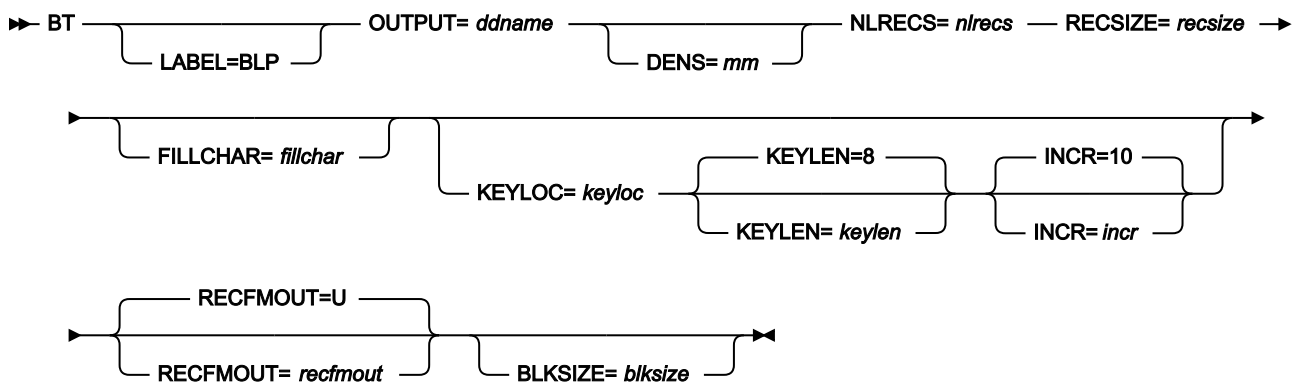 BT OUTPUT= ddname NLRECS= nlrecs RECSIZE= recsize
LABEL=BLP DENS= mm
KEYLEN=8 INCR=10
FILLCHAR= fillchar
KEYLOC= keyloc
KEYLEN= keylen INCR= incr
RECFMOUT=U
RECFMOUT= recfmout BLKSIZE= blksize